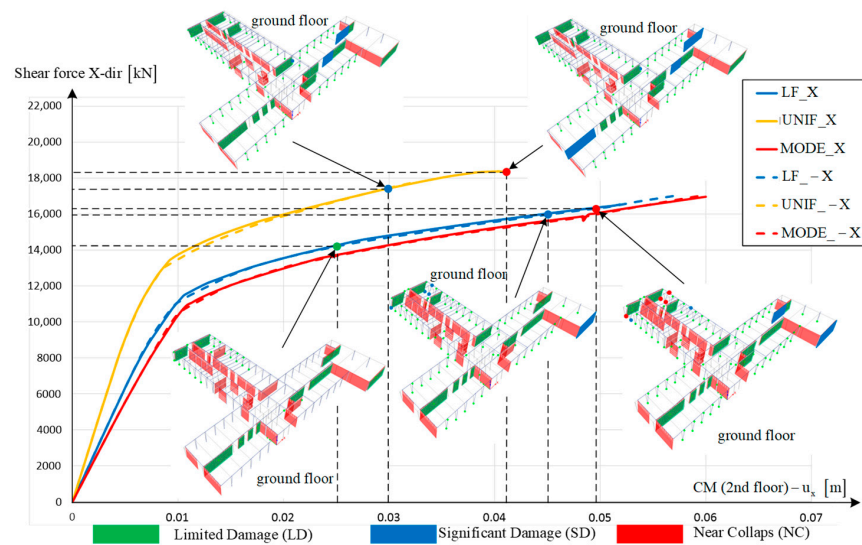 ground floor
ground floor
Shear force X-dir [kN]
22,000
20,000
18,000
16,000
14,000
12,000
10,000
8000
6000
4000
2000
0
LF_X
UNIF_X
MODE_X
LF_-X
UNIF_-X
MODE_-X
ground floor
ground floor
ground floor
CM (2nd floor) – uₓ [m]
0
0.01
0.02
0.03
0.04
0.05
0.06
0.07
Limited Damage (LD)
Significant Damage (SD)
Near Collaps (NC)